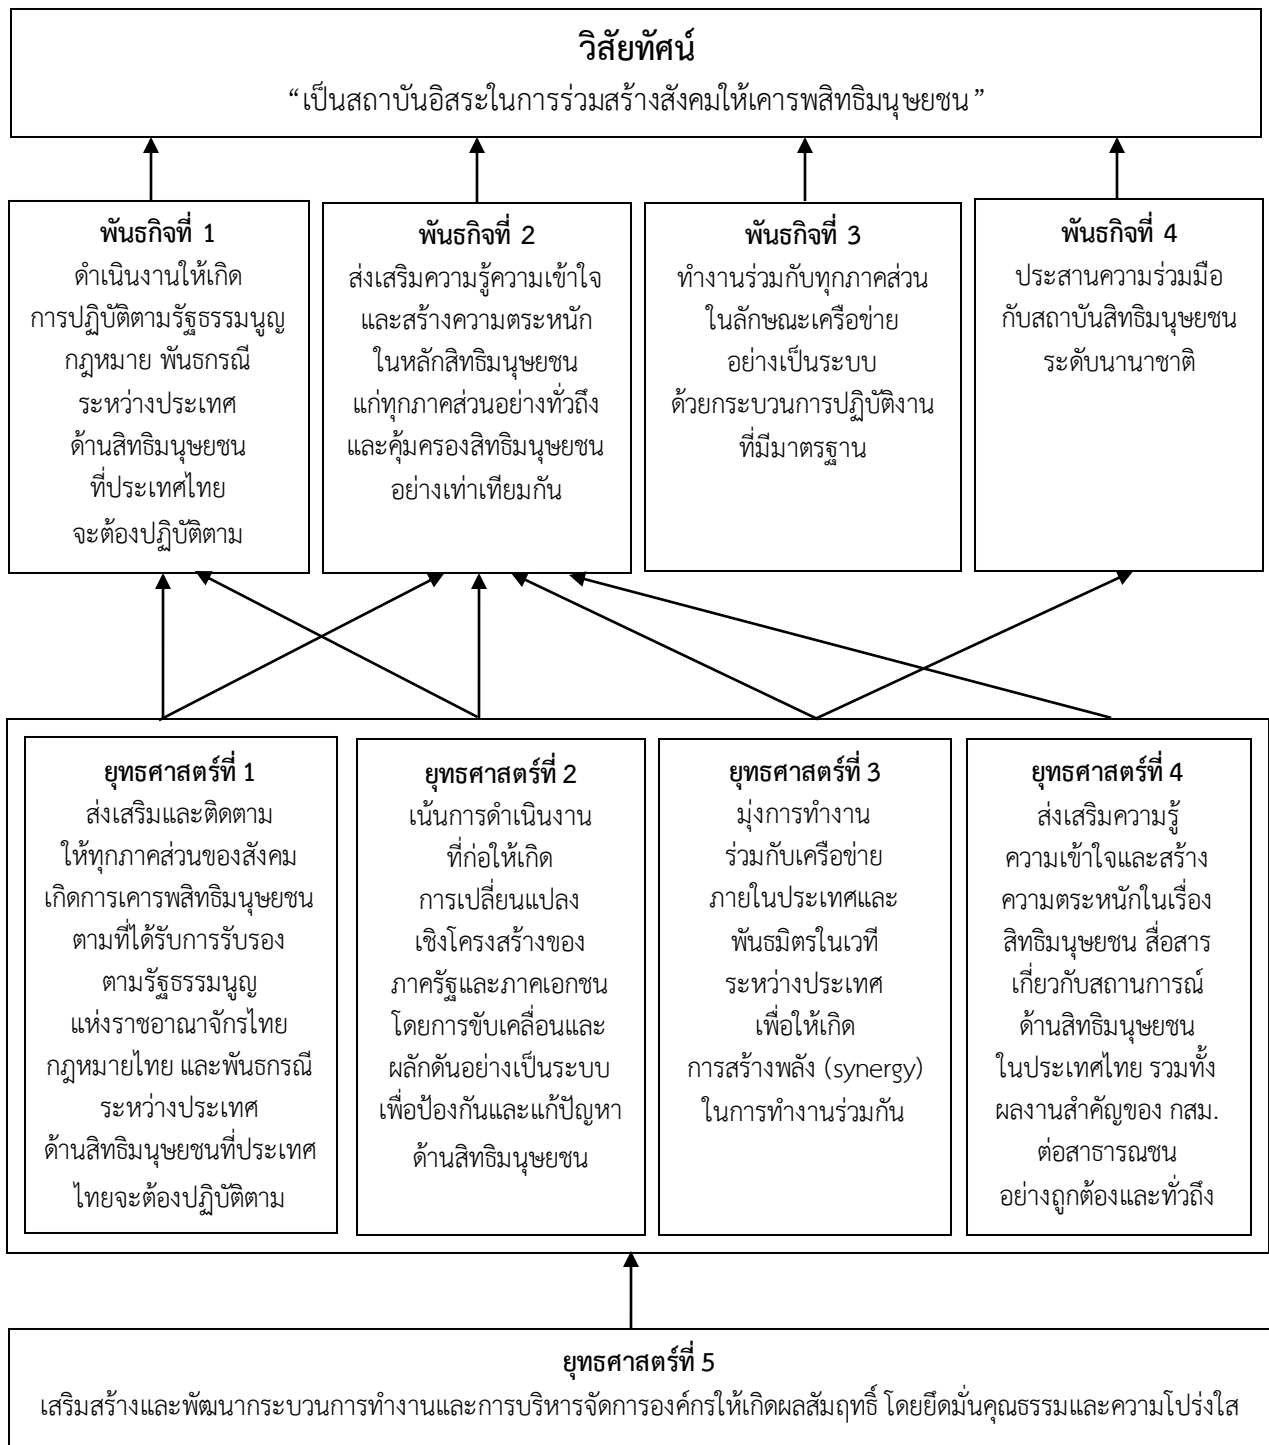 วิสัยทัศน์
“เป็นสถาบันอิสระในการร่วมสร้างสังคมให้เคารพสิทธิมนุษยชน”
พันธกิจที่ 1
ดำเนินงานให้เกิด
การปฏิบัติตามรัฐธรรมนูญ
กฎหมาย พันธกรณี
ระหว่างประเทศ
ด้านสิทธิมนุษยชน
ที่ประเทศไทย
จะต้องปฏิบัติตาม
พันธกิจที่ 2
ส่งเสริมความรู้ความเข้าใจ
และสร้างความตระหนัก
ในหลักสิทธิมนุษยชน
แก่ทุกภาคส่วนอย่างทั่วถึง
และคุ้มครองสิทธิมนุษยชน
อย่างเท่าเทียมกัน
พันธกิจที่ 3
ทำงานร่วมกับทุกภาคส่วน
ในลักษณะเครือข่าย
อย่างเป็นระบบ
ด้วยกระบวนการปฏิบัติงาน
ที่มีมาตรฐาน
พันธกิจที่ 4
ประสานความร่วมมือ
กับสถาบันสิทธิมนุษยชน
ระดับนานาชาติ
ยุทธศาสตร์ที่ 1
ส่งเสริมและติดตาม
ให้ทุกภาคส่วนของสังคม
เกิดการเคารพสิทธิมนุษยชน
ตามที่ได้รับการรับรอง
ตามรัฐธรรมนูญ
แห่งราชอาณาจักรไทย
กฎหมายไทย และพันธกรณี
ระหว่างประเทศ
ด้านสิทธิมนุษยชนที่ประเทศ
ไทยจะต้องปฏิบัติตาม
ยุทธศาสตร์ที่ 2
เน้นการดำเนินงาน
ที่ก่อให้เกิด
การเปลี่ยนแปลง
เชิงโครงสร้างของ
ภาครัฐและภาคเอกชน
โดยการขับเคลื่อนและ
ผลักดันอย่างเป็นระบบ
เพื่อป้องกันและแก้ปัญหา
ด้านสิทธิมนุษยชน
ยุทธศาสตร์ที่ 3
มุ่งการทำงาน
ร่วมกับเครือข่าย
ภายในประเทศและ
พันธมิตรในเวที
ระหว่างประเทศ
เพื่อให้เกิด
การสร้างพลัง (synergy)
ในการทำงานร่วมกัน
ยุทธศาสตร์ที่ 4
ส่งเสริมความรู้
ความเข้าใจและสร้าง
ความตระหนักในเรื่อง
สิทธิมนุษยชน สื่อสาร
เกี่ยวกับสถานการณ์
ด้านสิทธิมนุษยชน
ในประเทศไทย รวมทั้ง
ผลงานสำคัญของ กสม.
ต่อสาธารณชน
อย่างถูกต้องและทั่วถึง
ยุทธศาสตร์ที่ 5
เสริมสร้างและพัฒนากระบวนการทำงานและการบริหารจัดการองค์กรให้เกิดผลสัมฤทธิ์ โดยยึดมั่นคุณธรรมและความโปร่งใส